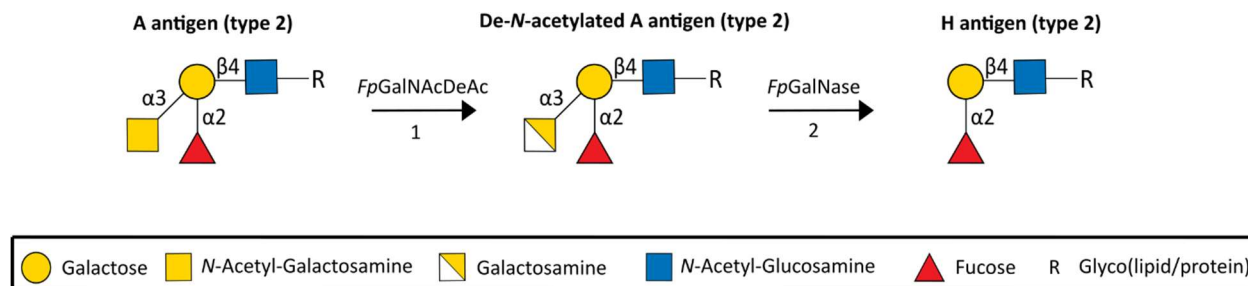 A antigen (type 2)
De-N-acetylated A antigen (type 2)
H antigen (type 2)
β4
R
α3
α2
FpGalNAcDeAc
1
β4
R
α3
α2
FpGalNase
2
β4
R
α2
Galactose
N-Acetyl-Galactosamine
Galactosamine
N-Acetyl-Glucosamine
Fucose
R Glyco(lipid/protein)